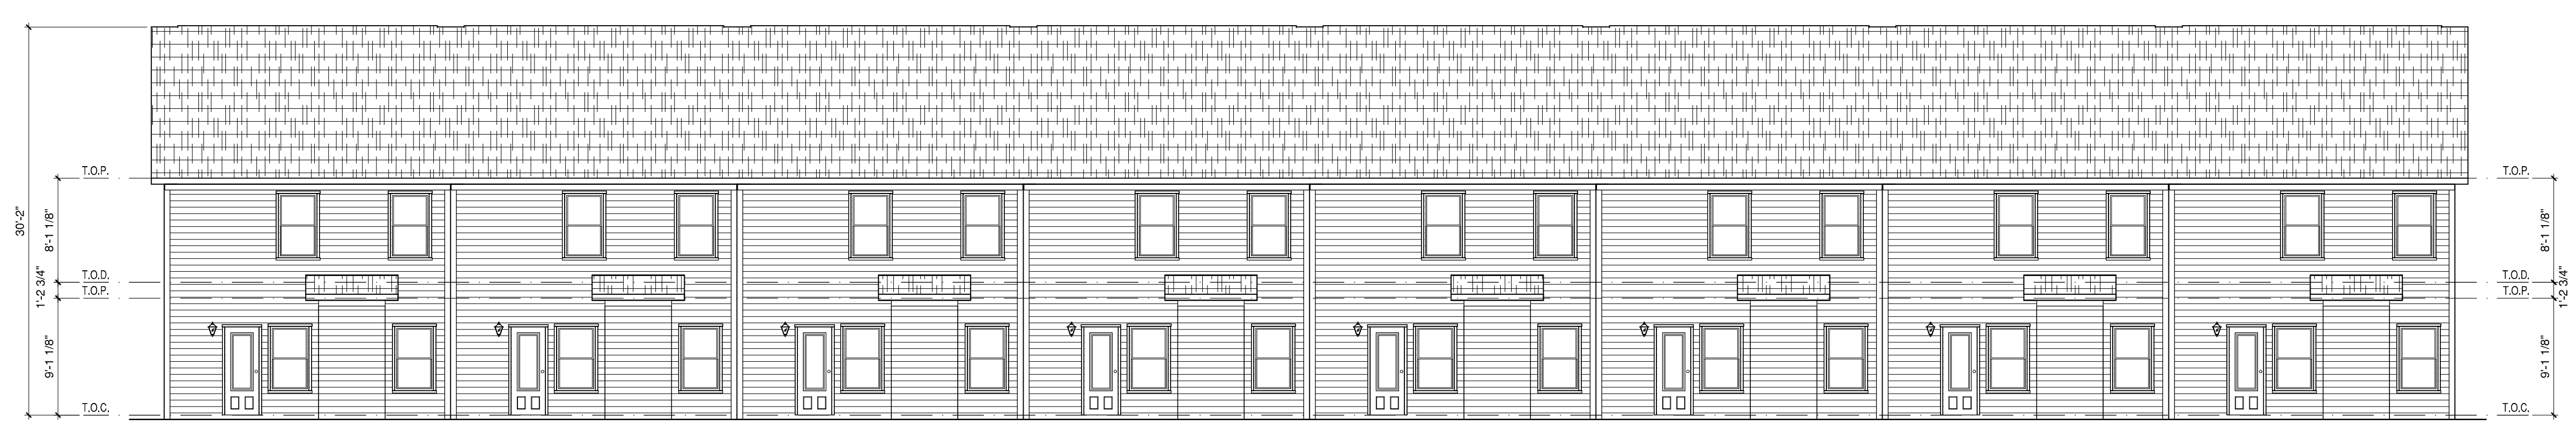 30'-2"
T.O.P.
8'-1 1/8"
T.O.D.
1'-2 3/4"
T.O.P.
9'-1 1/8"
T.O.C.
T.O.P.
8'-1 1/8"
T.O.D.
1'-2 3/4"
T.O.P.
9'-1 1/8"
T.O.C.